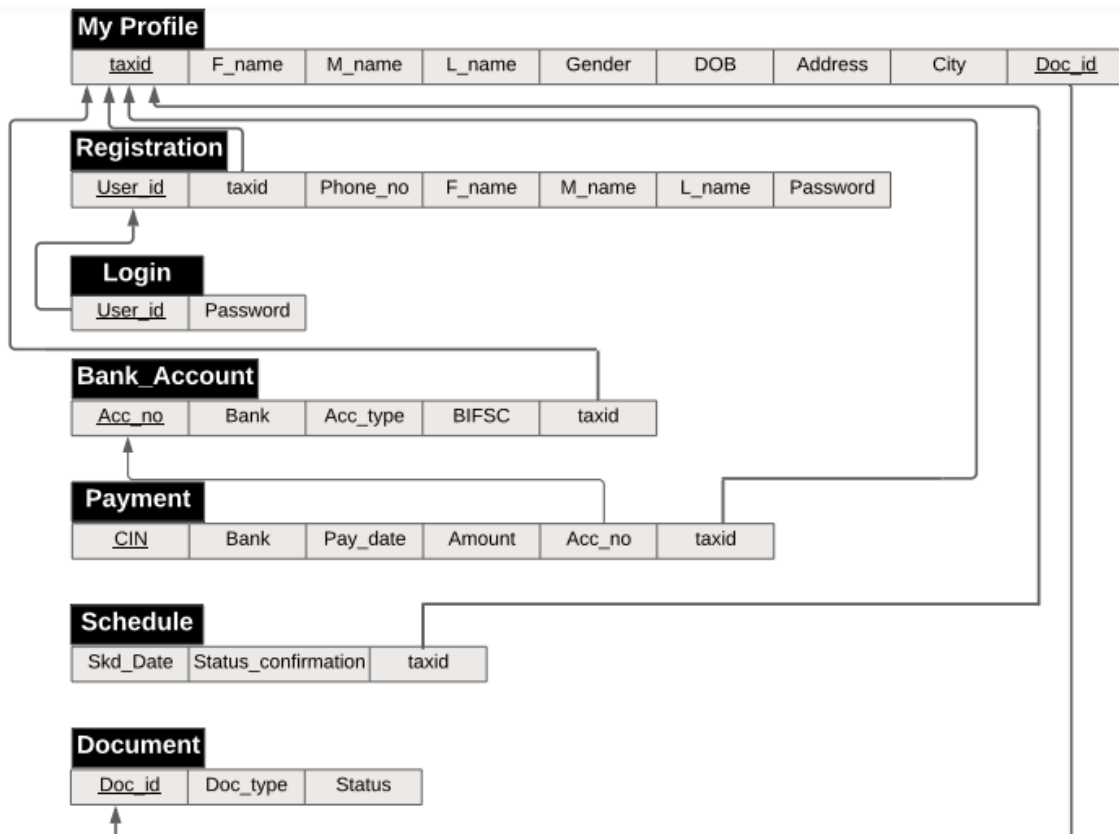 My Profile
taxid F_name M_name L_name Gender DOB Address City Doc_id
Registration
User_id taxid Phone_no F_name M_name L_name Password
Login
User_id Password
Bank_Account
Acc_no Bank Acc_type BIFSC taxid
Payment
CIN Bank Pay_date Amount Acc_no taxid
Schedule
Skd_Date Status_confirmation taxid
Document
Doc_id Doc_type Status